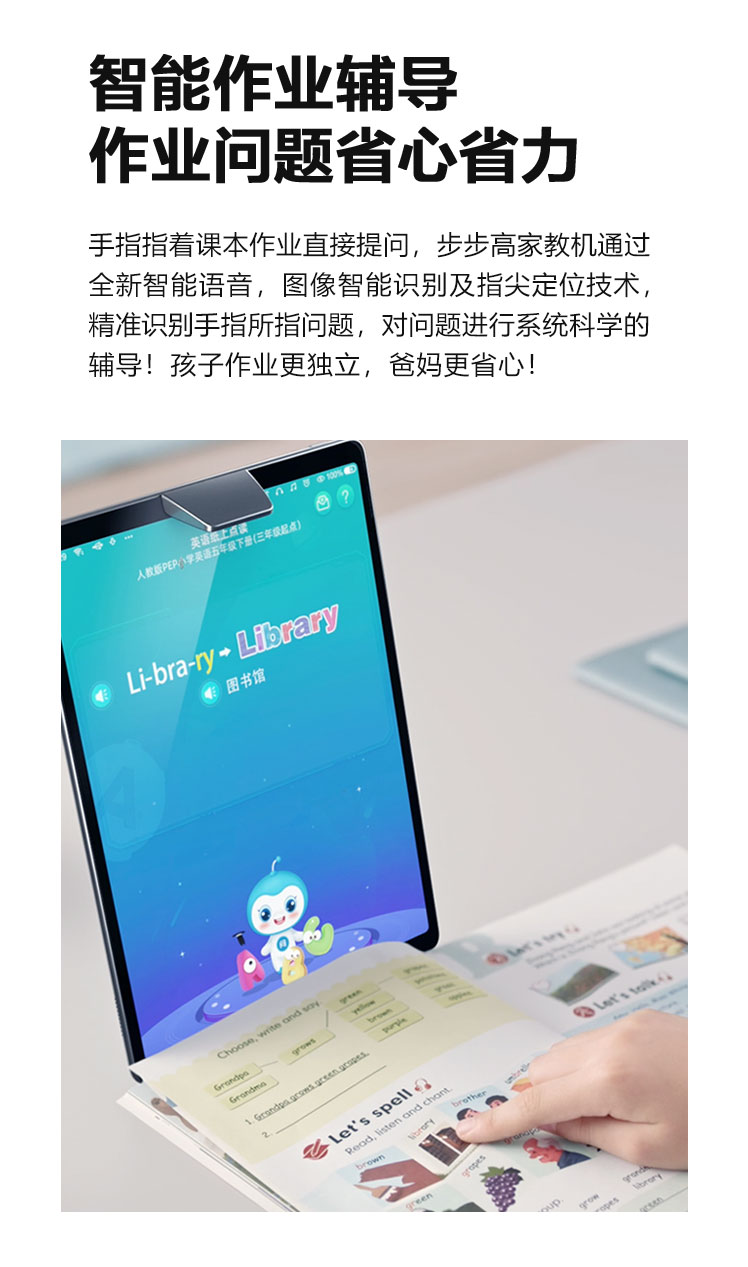 智能作业辅导
作业问题省心省力
手指指着课本作业直接提问，步步高家教机通过
全新智能语音，图像智能识别及指尖定位技术，
精准识别手指所指问题，对问题进行系统科学的
辅导！孩子作业更独立，爸妈更省心！
100%
?
英语纸上点读
人教版PEP小学英语五年级下册(三年级起点)
Li-bra-ry
Library
图书馆
B Let's try
Let's talk
Choose, write and say
Grandpa
Grandma
grows
green
yellow
brown
purple
1. Grandpa grows green grapes.
2.
Let's spell
Read, listen and chant.
brown
library
brother
umbrella
green
grapes
grandpa
grow
grapes
green
library